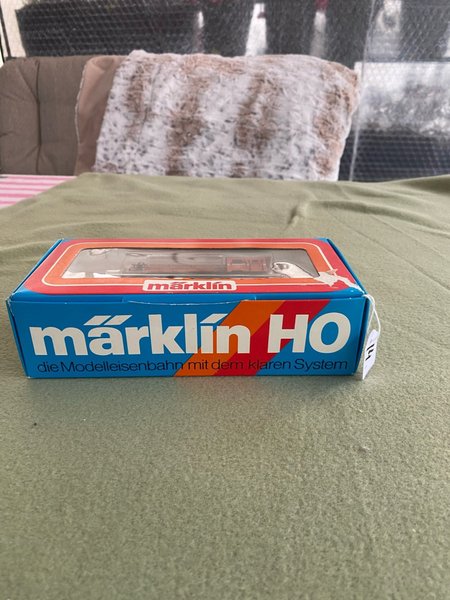 märklin
märklin HO
die Modelleisenbahn mit dem klaren System